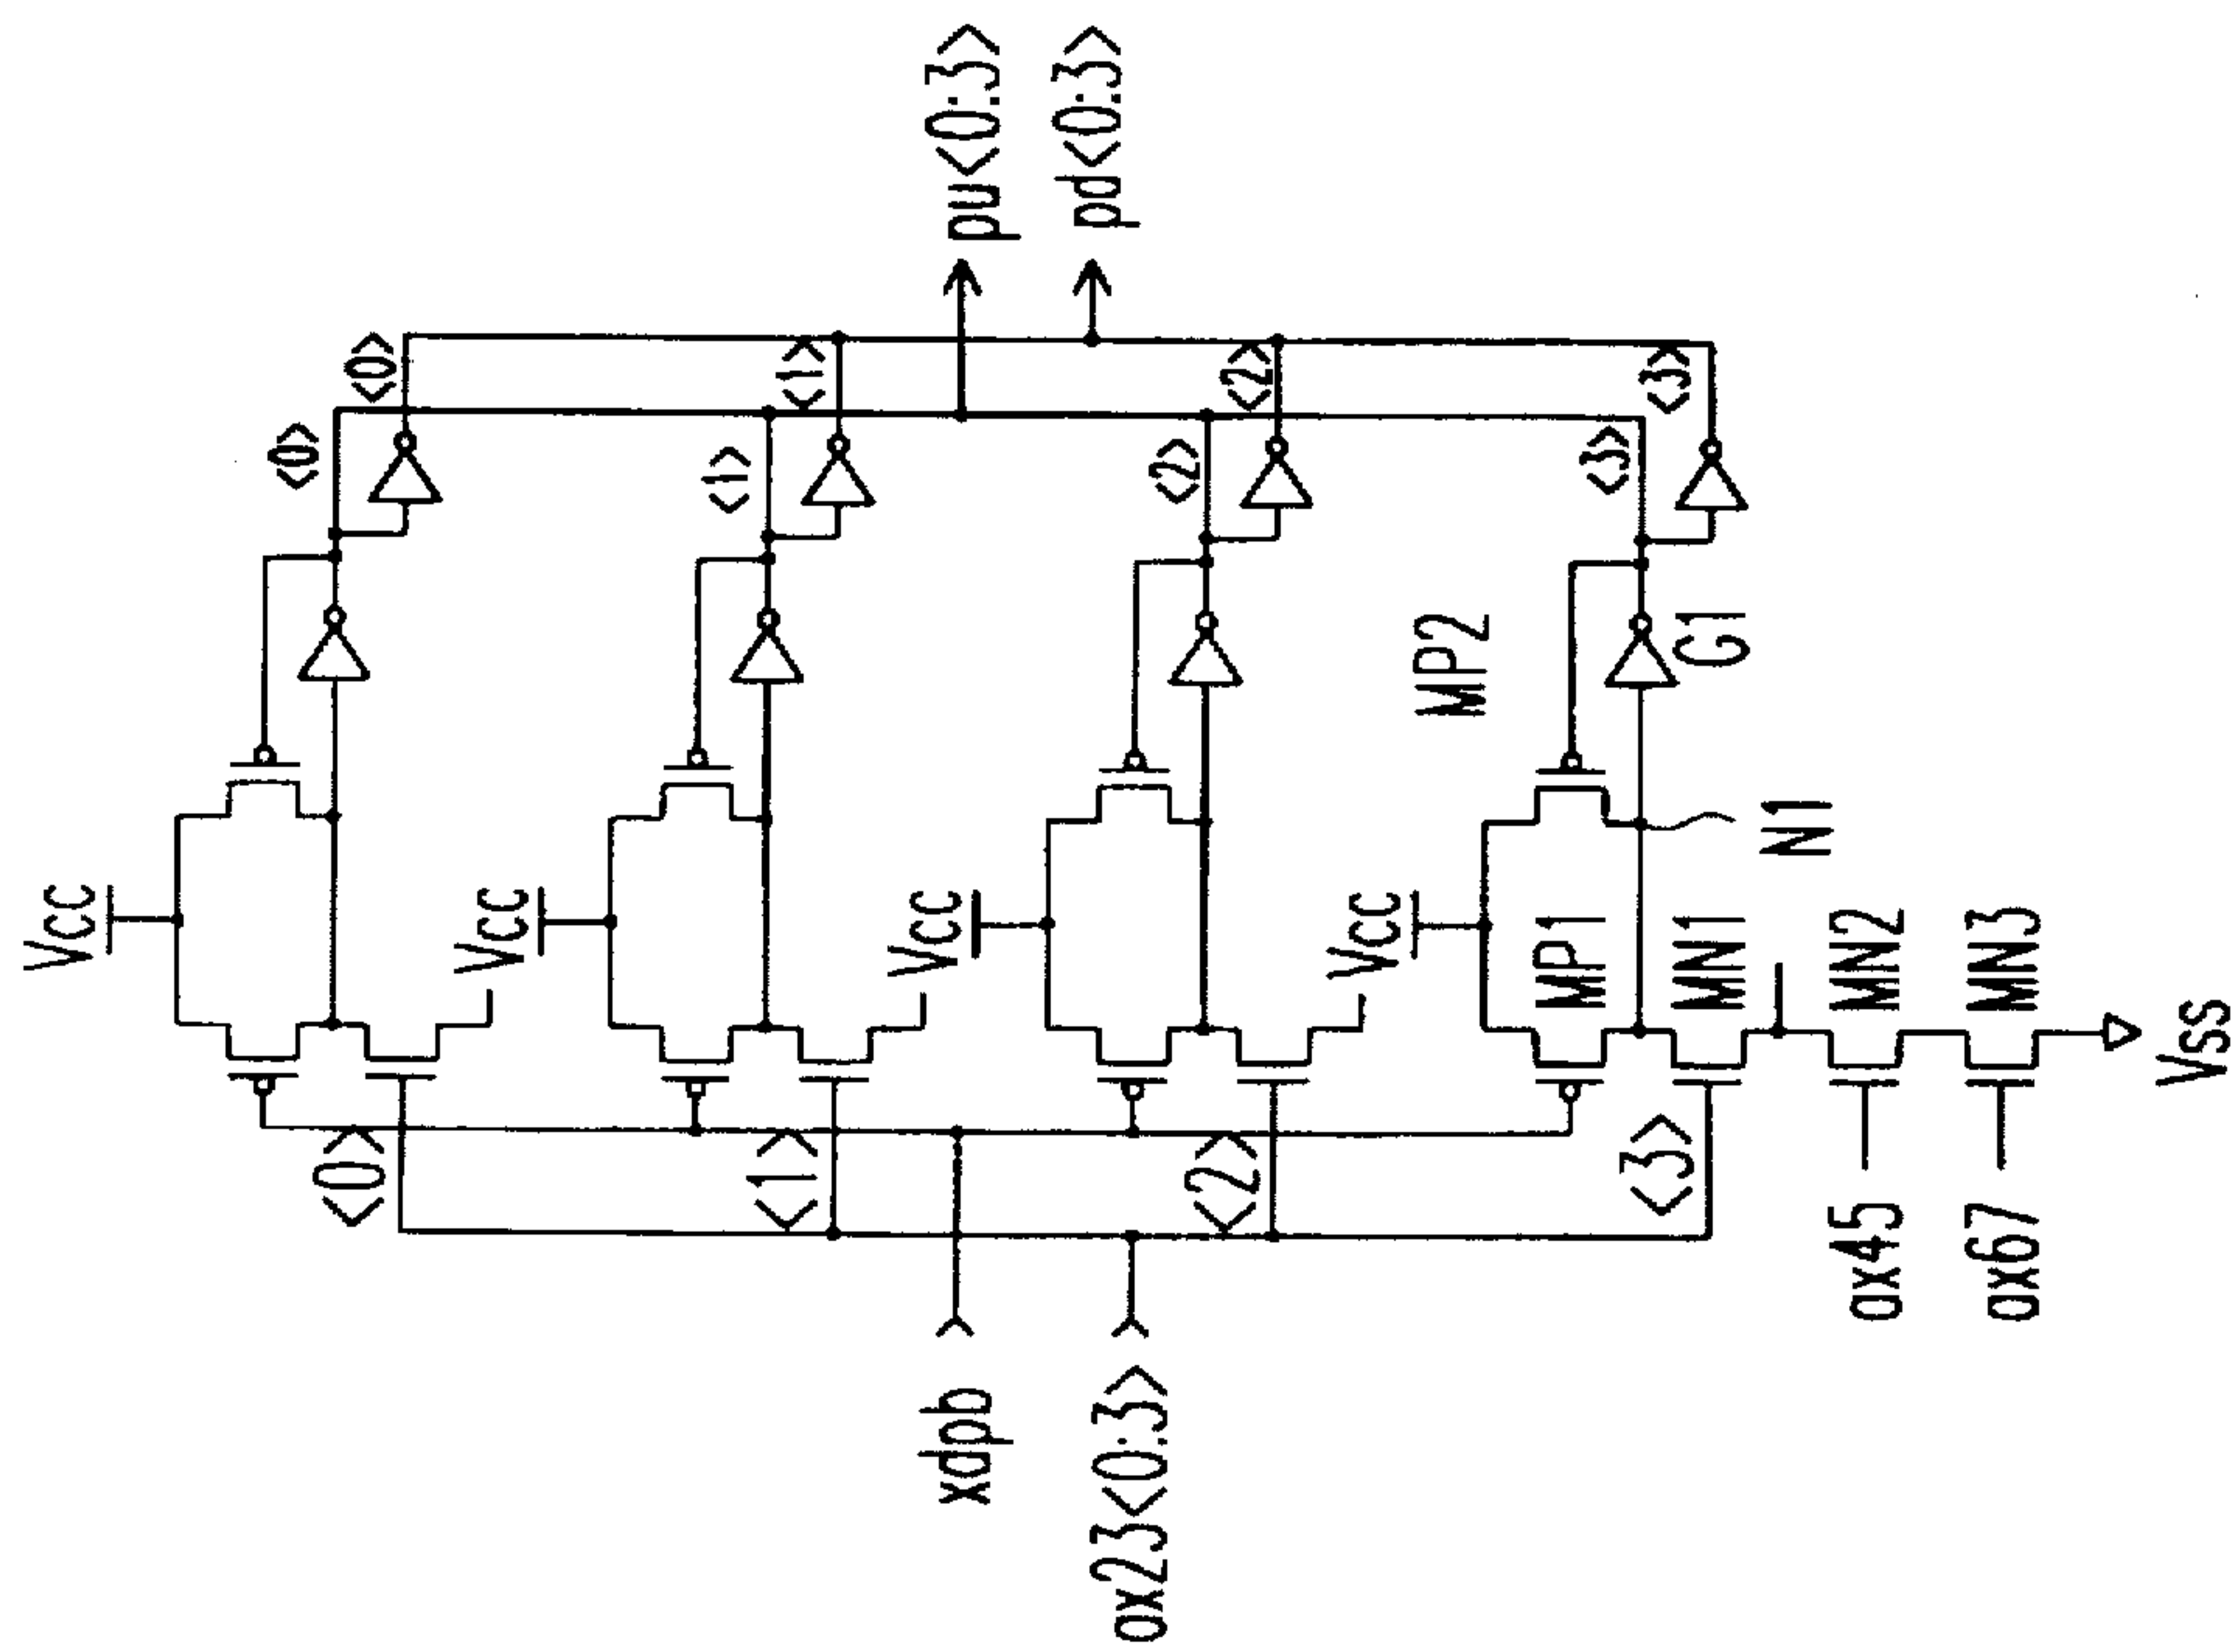 Vcc
<0>
<0>
<0>
Vcc
<1>
<1>
<1>
pu<0:3>
pd<0:3>
xdpb
ax23<0:3>
Vcc
<2>
<2>
<2>
Vcc
MP2
MP1
<3>
<3>
<3>
G1
MN1
N1
ax45
MN2
ax67
MN3
Vss